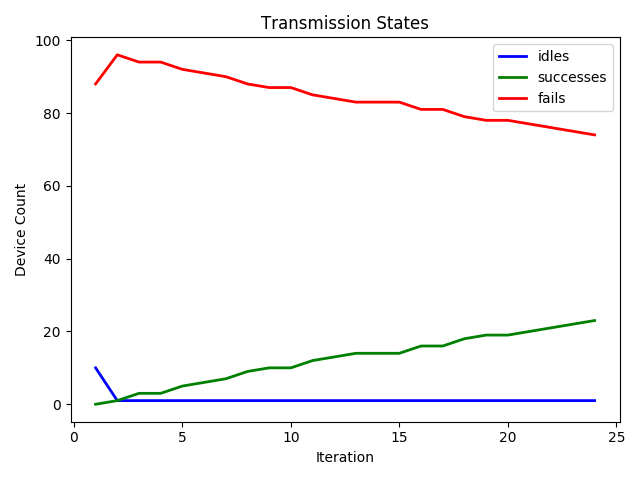 Transmission States
idles
successes
fails
Device Count
100
80
60
40
20
0
0 5 10 15 20 25
Iteration